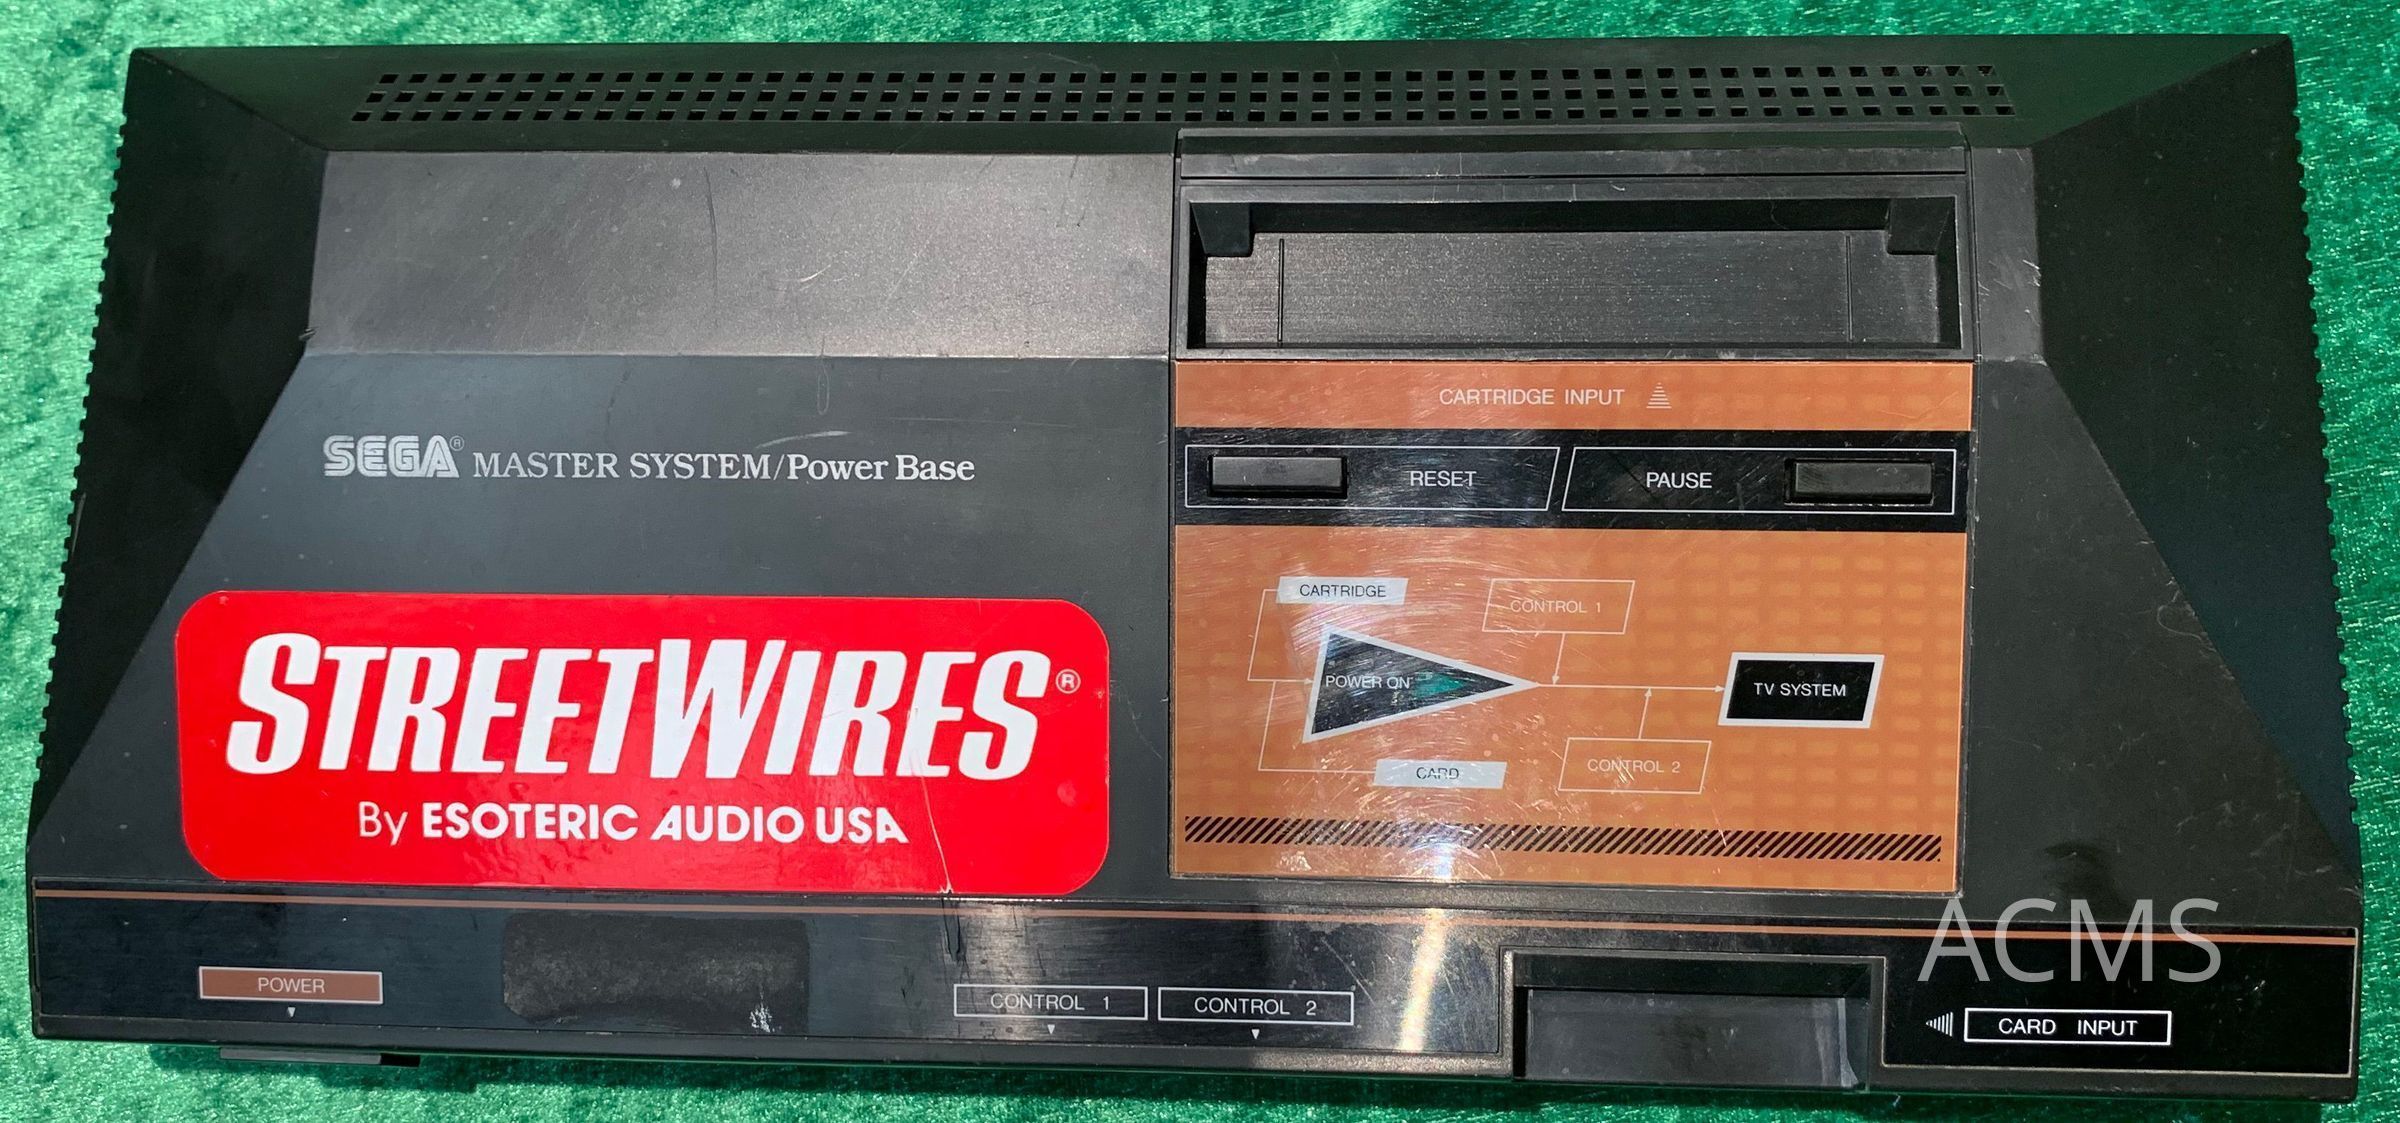 SEGA® MASTER SYSTEM/Power Base
CARTRIDGE INPUT
RESET
PAUSE
CARTRIDGE
CONTROL 1
POWER ON
TV SYSTEM
CARD
CONTROL 2
STREETWIRES®
By ESOTERIC AUDIO USA
POWER
CONTROL 1
CONTROL 2
CARD INPUT
ACMS